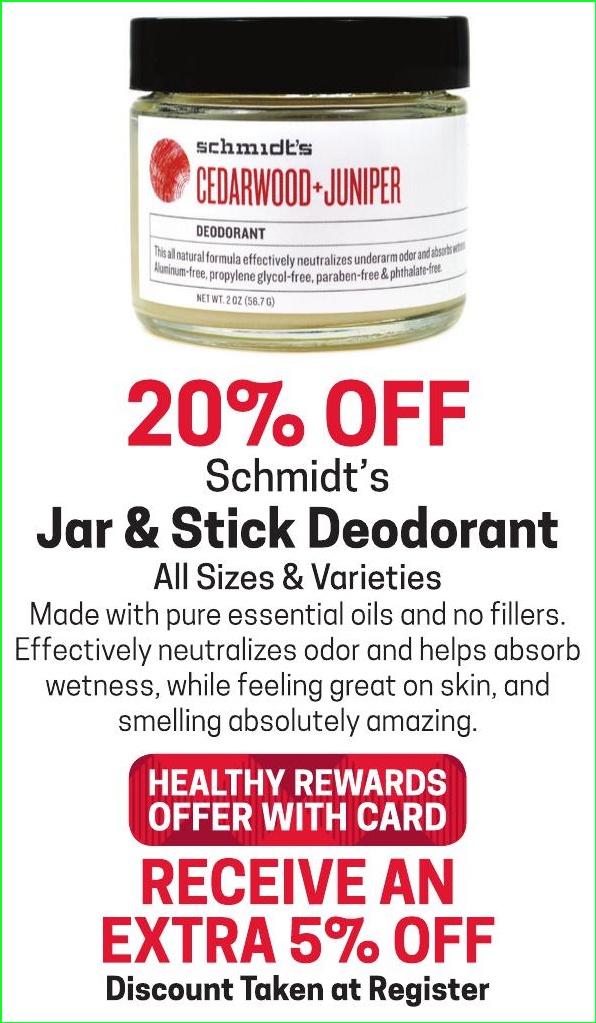 schmidt's
CEDARWOOD+JUNIPER
DEODORANT
This all natural formula effectively neutralizes underarm odor and absorbs wetness.
Aluminum-free, propylene glycol-free, paraben-free & phthalate-free.
NET WT. 2 OZ (56.7 G)
20% OFF
Schmidt's
Jar & Stick Deodorant
All Sizes & Varieties
Made with pure essential oils and no fillers.
Effectively neutralizes odor and helps absorb
wetness, while feeling great on skin, and
smelling absolutely amazing.
HEALTHY REWARDS
OFFER WITH CARD
RECEIVE AN
EXTRA 5% OFF
Discount Taken at Register